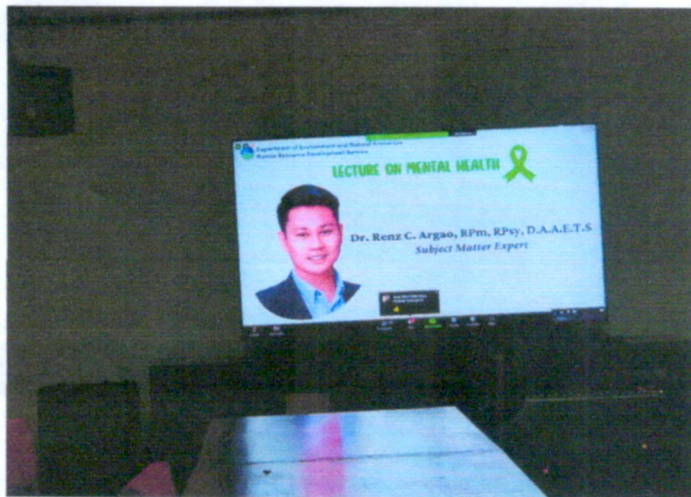 Department of Environment and Natural Resources
Human Resource Development Service
LECTURE ON MENTAL HEALTH
Dr. Renz C. Argao, RPm, RPsy, D.A.A.E.T.S
Subject Matter Expert